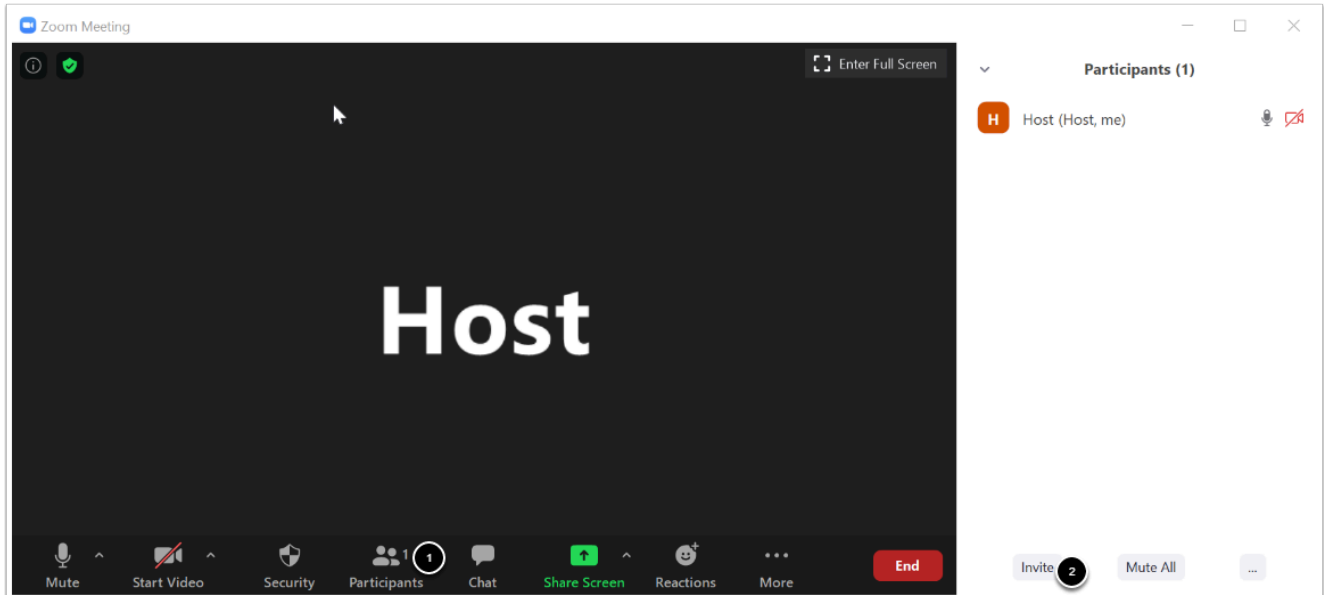 Zoom Meeting
Enter Full Screen
Participants (1)
H Host (Host, me)
Host
1 1
Mute Start Video Security Participants Chat Share Screen Reactions More End
Invite 2 Mute All ...